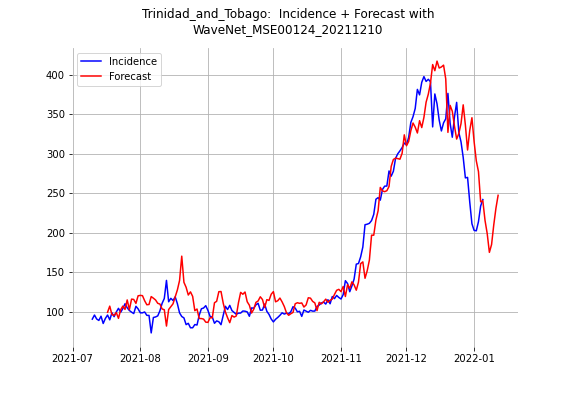 Trinidad_and_Tobago:  Incidence + Forecast with
WaveNet_MSE00124_20211210
Incidence
Forecast
400
350
300
250
200
150
100
2021-07 2021-08 2021-09 2021-10 2021-11 2021-12 2022-01